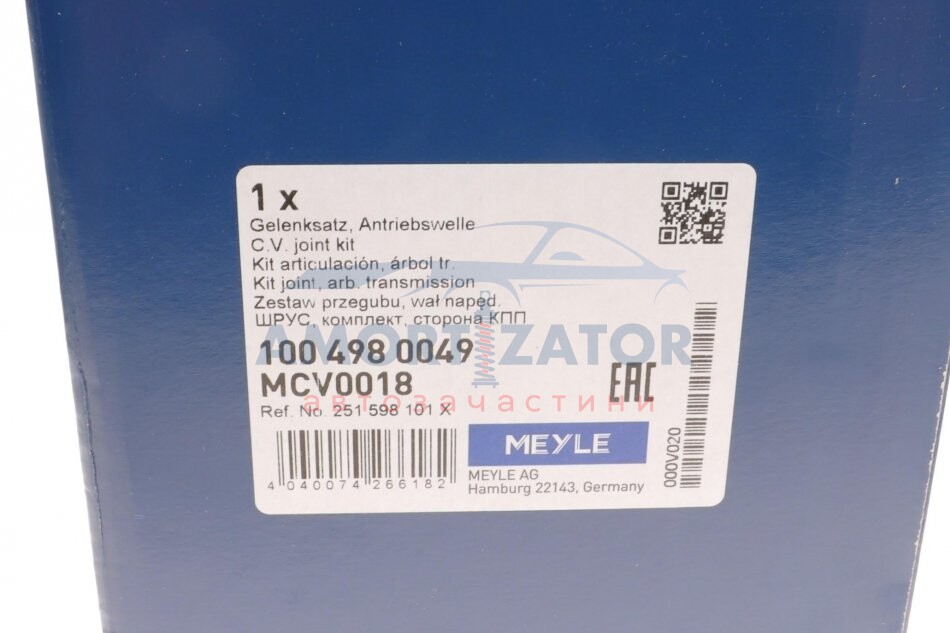 1 x
Gelenksatz, Antriebswelle
C.V. joint kit
Kit articulación, árbol tr.
Kit joint, arb. transmission
Zestaw przegubu, wał napęd.
ШРУС, комплект, сторона КПП
AMORTIZATOR
100 498 0049
MCV0018
EAC
автозачастини
Ref. No. 251 598 101 X
MEYLE
MEYLE AG
Hamburg 22143, Germany
4 040074 266182
000V020